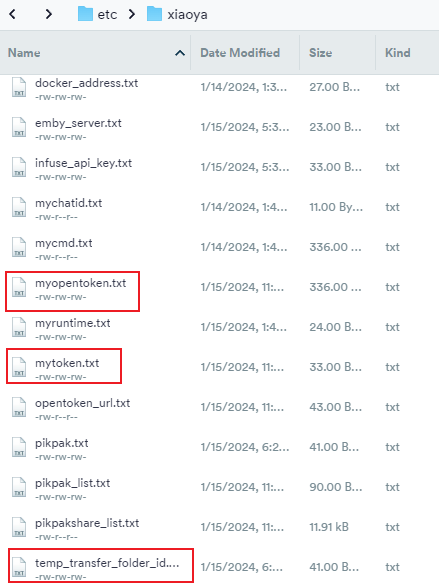 etc > xiaoya
Name Date Modified Size Kind
docker_address.txt 1/14/2024, 1:3... 27.00 B... txt
-rw-rw-rw-
emby_server.txt 1/15/2024, 5:3... 23.00 B... txt
-rw-rw-rw-
infuse_api_key.txt 1/15/2024, 5:3... 33.00 B... txt
-rw-rw-rw-
mychatid.txt 1/14/2024, 1:4... 11.00 By... txt
-rw-r--r--
mycmd.txt 1/14/2024, 1:4... 336.00 ... txt
-rw-r--r--
myopentoken.txt 1/15/2024, 11:... 336.00 ... txt
-rw-rw-rw-
myruntime.txt 1/15/2024, 1:4... 24.00 B... txt
-rw-rw-rw-
mytoken.txt 1/15/2024, 11:... 33.00 B... txt
-rw-rw-rw-
opentoken_url.txt 1/15/2024, 11:... 43.00 B... txt
-rw-r--r--
pikpak.txt 1/15/2024, 6:2... 41.00 B... txt
-rw-rw-rw-
pikpak_list.txt 1/15/2024, 11:... 90.00 B... txt
-rw-rw-rw-
pikpakshare_list.txt 1/15/2024, 11:... 11.91 kB txt
-rw-r--r--
temp_transfer_folder_id.... 1/15/2024, 6:... 41.00 B... txt
-rw-rw-rw-